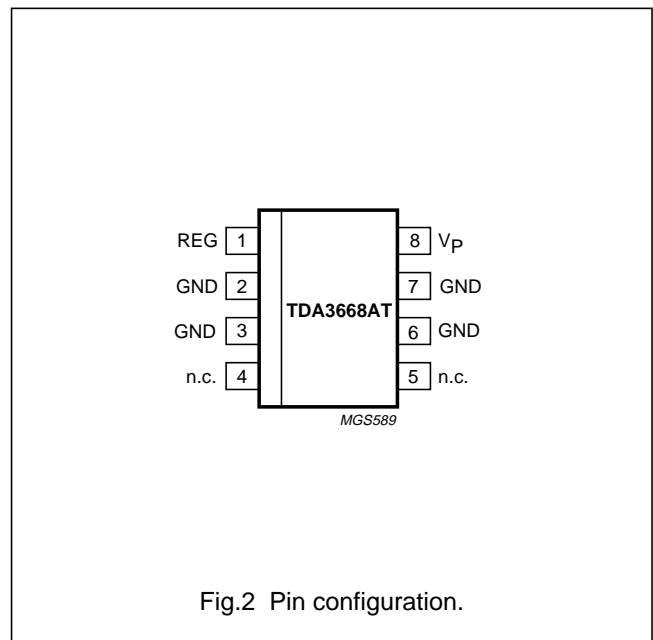 REG 1 8 VP
GND 2 7 GND
TDA3668AT
GND 3 6 GND
n.c. 4 5 n.c.
MGS589
Fig.2 Pin configuration.